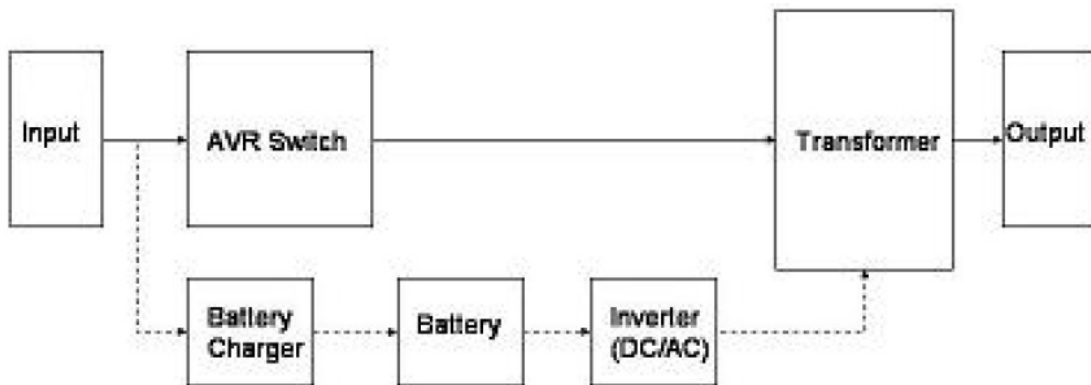 Input
AVR Switch
Transformer
Output
Battery
Charger
Battery
Inverter
(DC/AC)